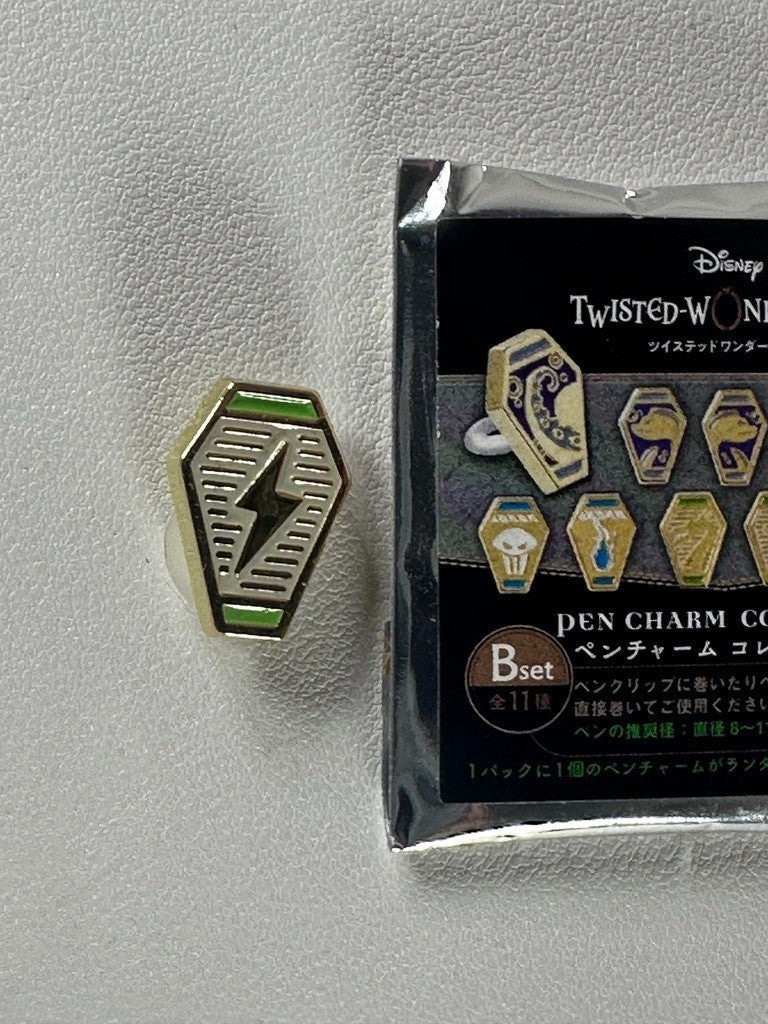 Disney
TWISTED-WON
ツイステッドワンダー
PEN CHARM CO
ペンチャーム コレ
Bset
全11種
ペンクリップに巻いたりペ
直接巻いてご使用ください
ペンの推奨径：直径8〜1
1パックに1個のペンチャームがランダ